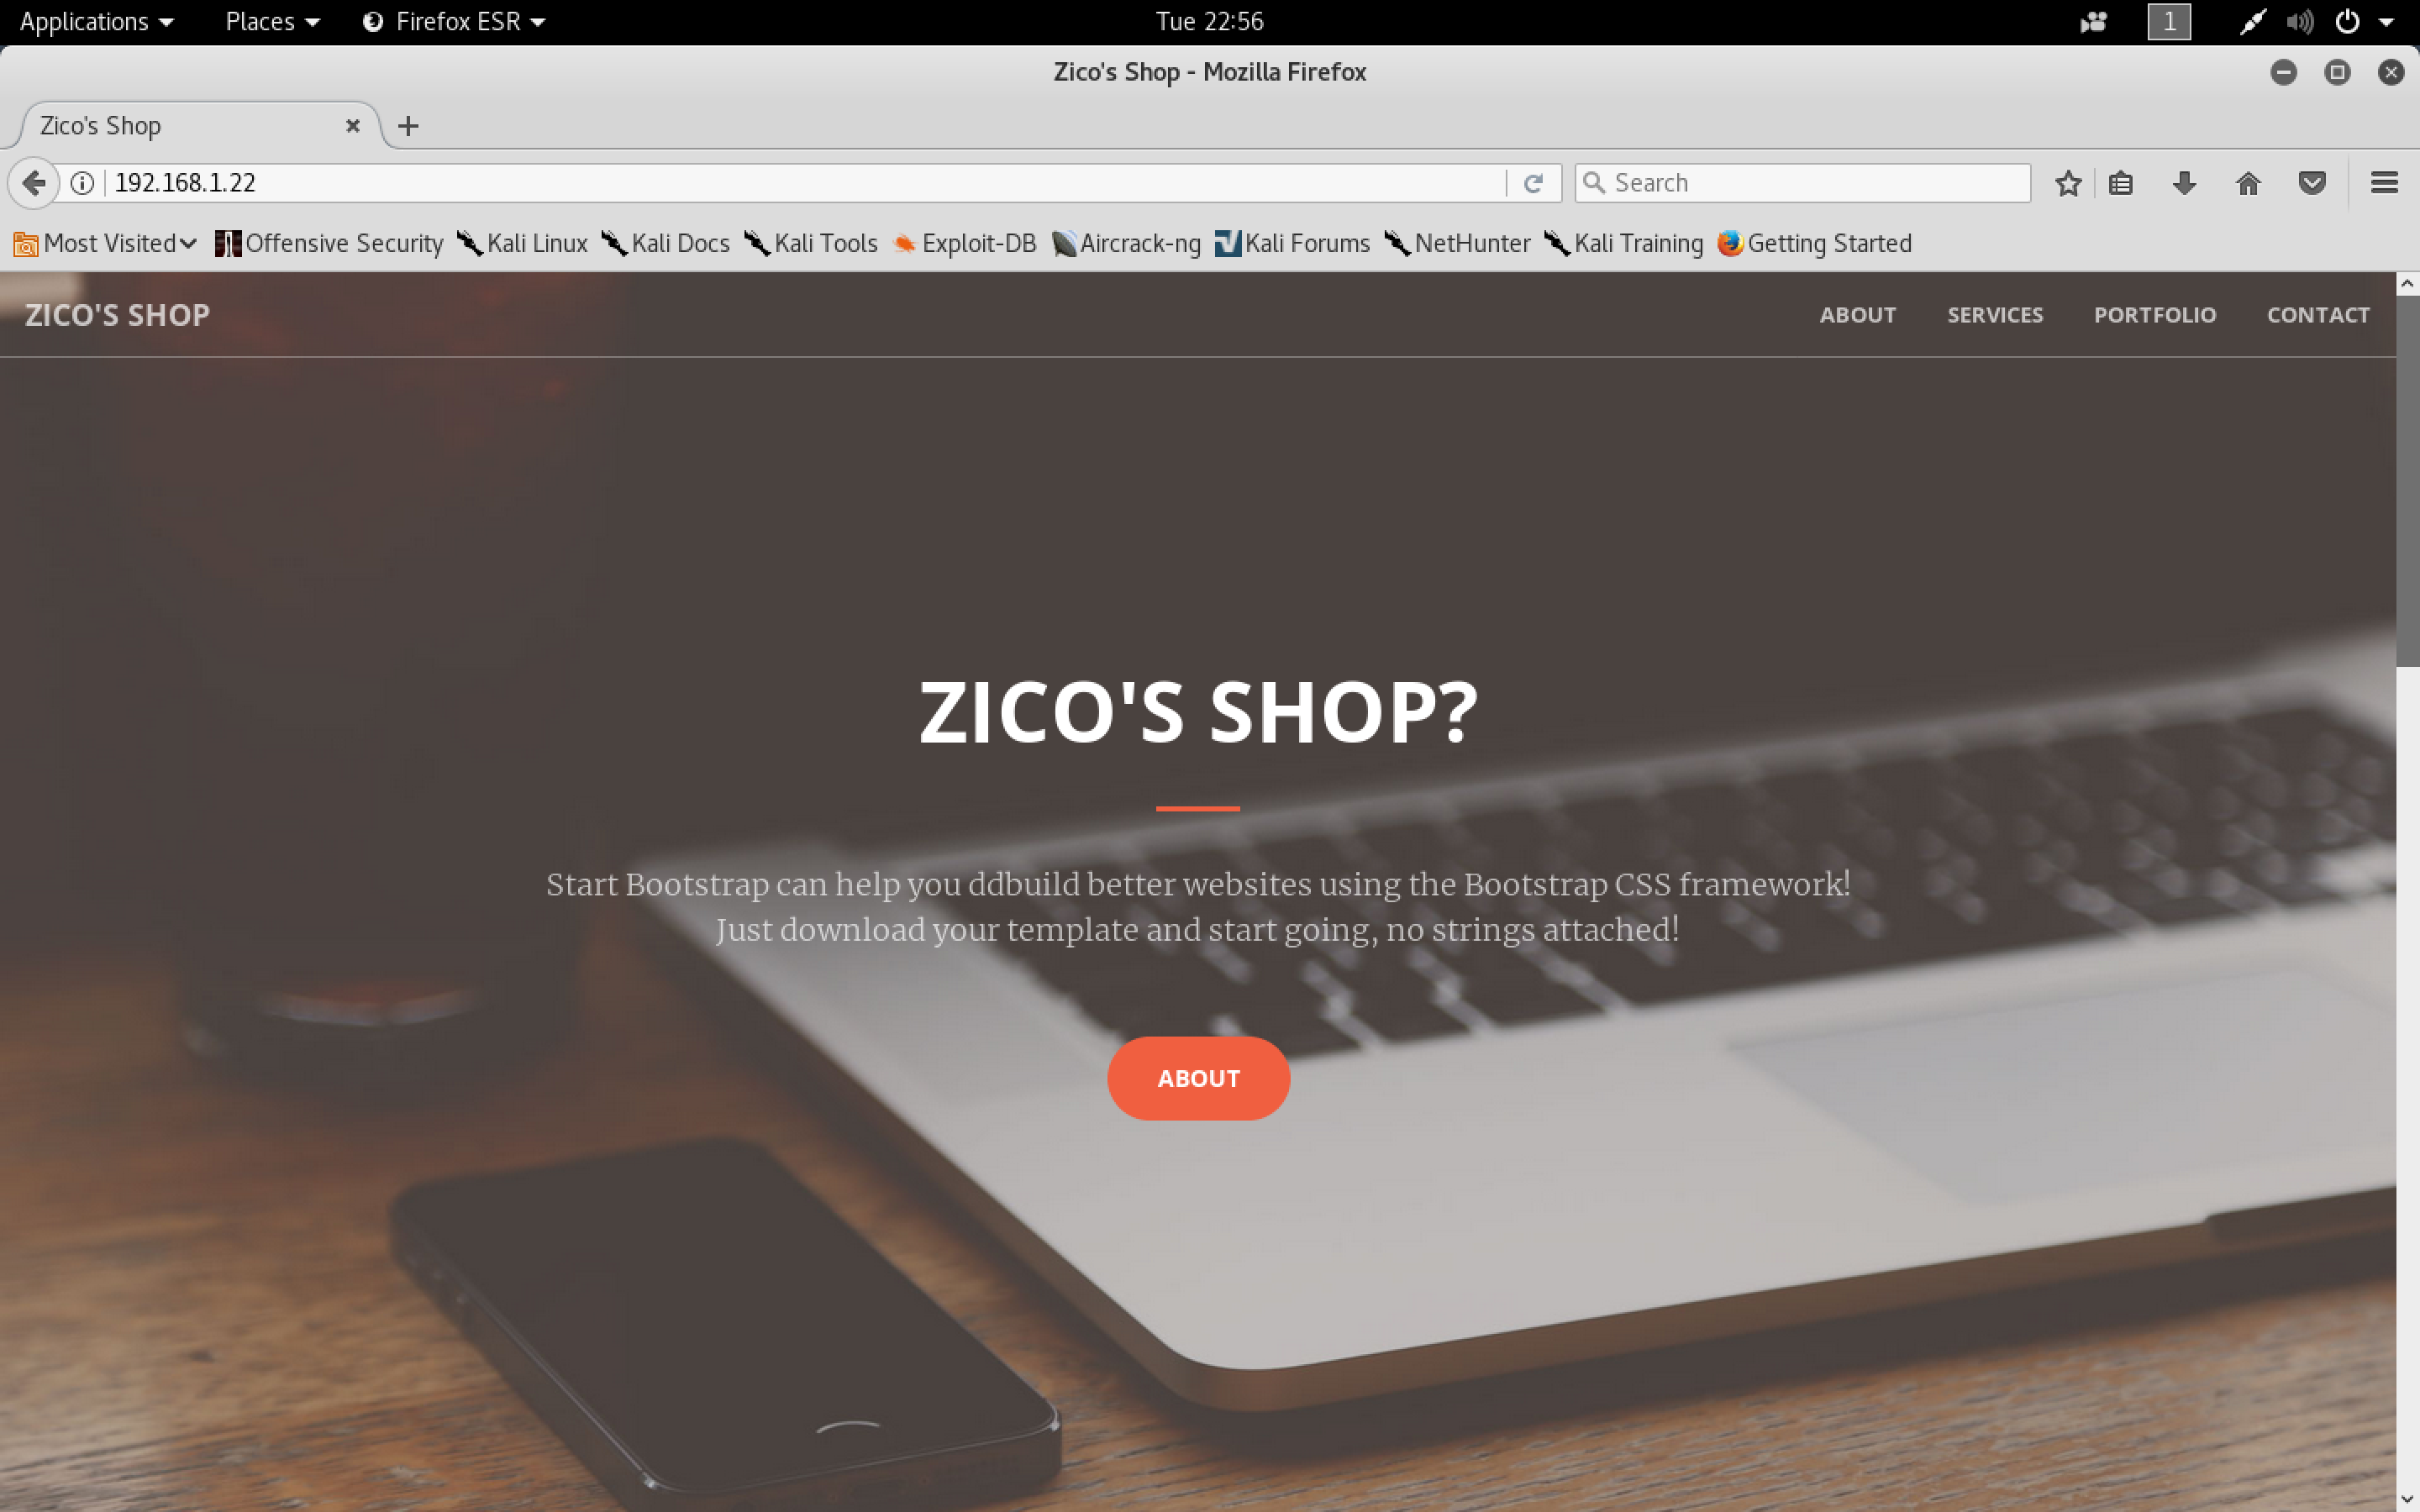 Applications Places Firefox ESR Tue 22:56 1
Zico's Shop - Mozilla Firefox
Zico's Shop
192.168.1.22 Search
Most Visited Offensive Security Kali Linux Kali Docs Kali Tools Exploit-DB Aircrack-ng Kali Forums NetHunter Kali Training Getting Started
ZICO'S SHOP ABOUT SERVICES PORTFOLIO CONTACT
ZICO'S SHOP?
Start Bootstrap can help you ddbuild better websites using the Bootstrap CSS framework!
Just download your template and start going, no strings attached!
ABOUT